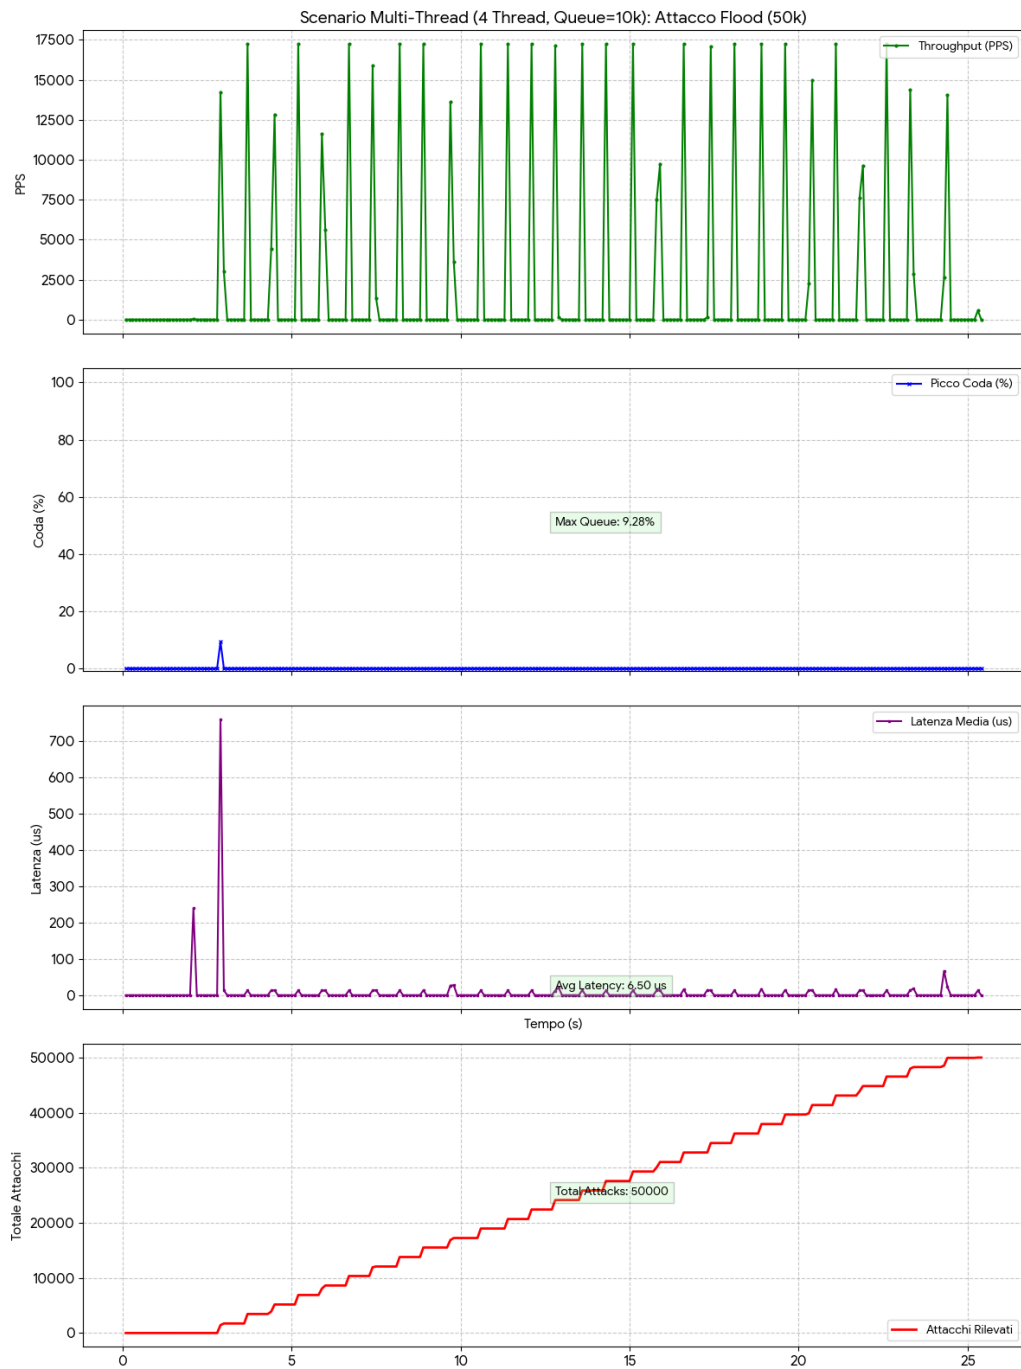 Scenario Multi-Thread (4 Thread, Queue=10k): Attacco Flood (50k)
17500
15000
12500
10000
7500
5000
2500
0
PPS
Throughput (PPS)
100
80
60
40
20
0
Coda (%)
Picco Coda (%)
Max Queue: 9.28%
700
600
500
400
300
200
100
0
Latenza (us)
Latenza Media (us)
Avg Latency: 6.50 us
Tempo (s)
50000
40000
30000
20000
10000
0
Totale Attacchi
Total Attacks: 50000
Attacchi Rilevati
0 5 10 15 20 25